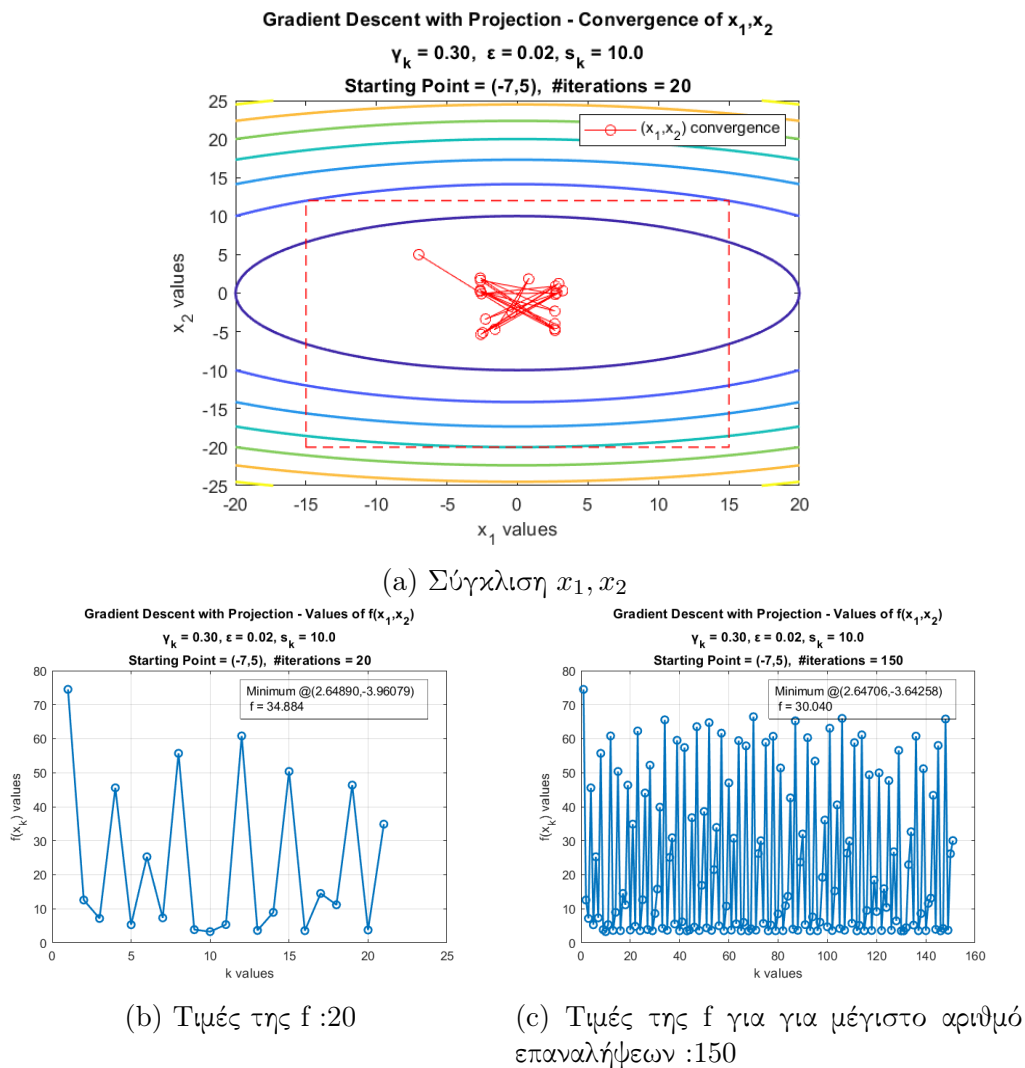 Gradient Descent with Projection - Convergence of x₁,x₂
γₖ = 0.30, ε = 0.02, sₖ = 10.0
Starting Point = (-7,5), #iterations = 20
25
20
15
10
5
0
-5
-10
-15
-20
-25
x₂ values
(x₁,x₂) convergence
-20 -15 -10 -5 0 5 10 15 20
x₁ values
(a) Σύγκλιση x₁, x₂
Gradient Descent with Projection - Values of f(x₁,x₂)
γₖ = 0.30, ε = 0.02, sₖ = 10.0
Starting Point = (-7,5), #iterations = 20
80
70
60
50
40
30
20
10
0
f(xₖ) values
Minimum @(2.64890,-3.96079)
f = 34.884
0 5 10 15 20 25
k values
(b) Τιμές της f :20
Gradient Descent with Projection - Values of f(x₁,x₂)
γₖ = 0.30, ε = 0.02, sₖ = 10.0
Starting Point = (-7,5), #iterations = 150
80
70
60
50
40
30
20
10
0
f(xₖ) values
Minimum @(2.64706,-3.64258)
f = 30.040
0 20 40 60 80 100 120 140 160
k values
(c) Τιμές της f για για μέγιστο αριθμό
επαναλήψεων :150